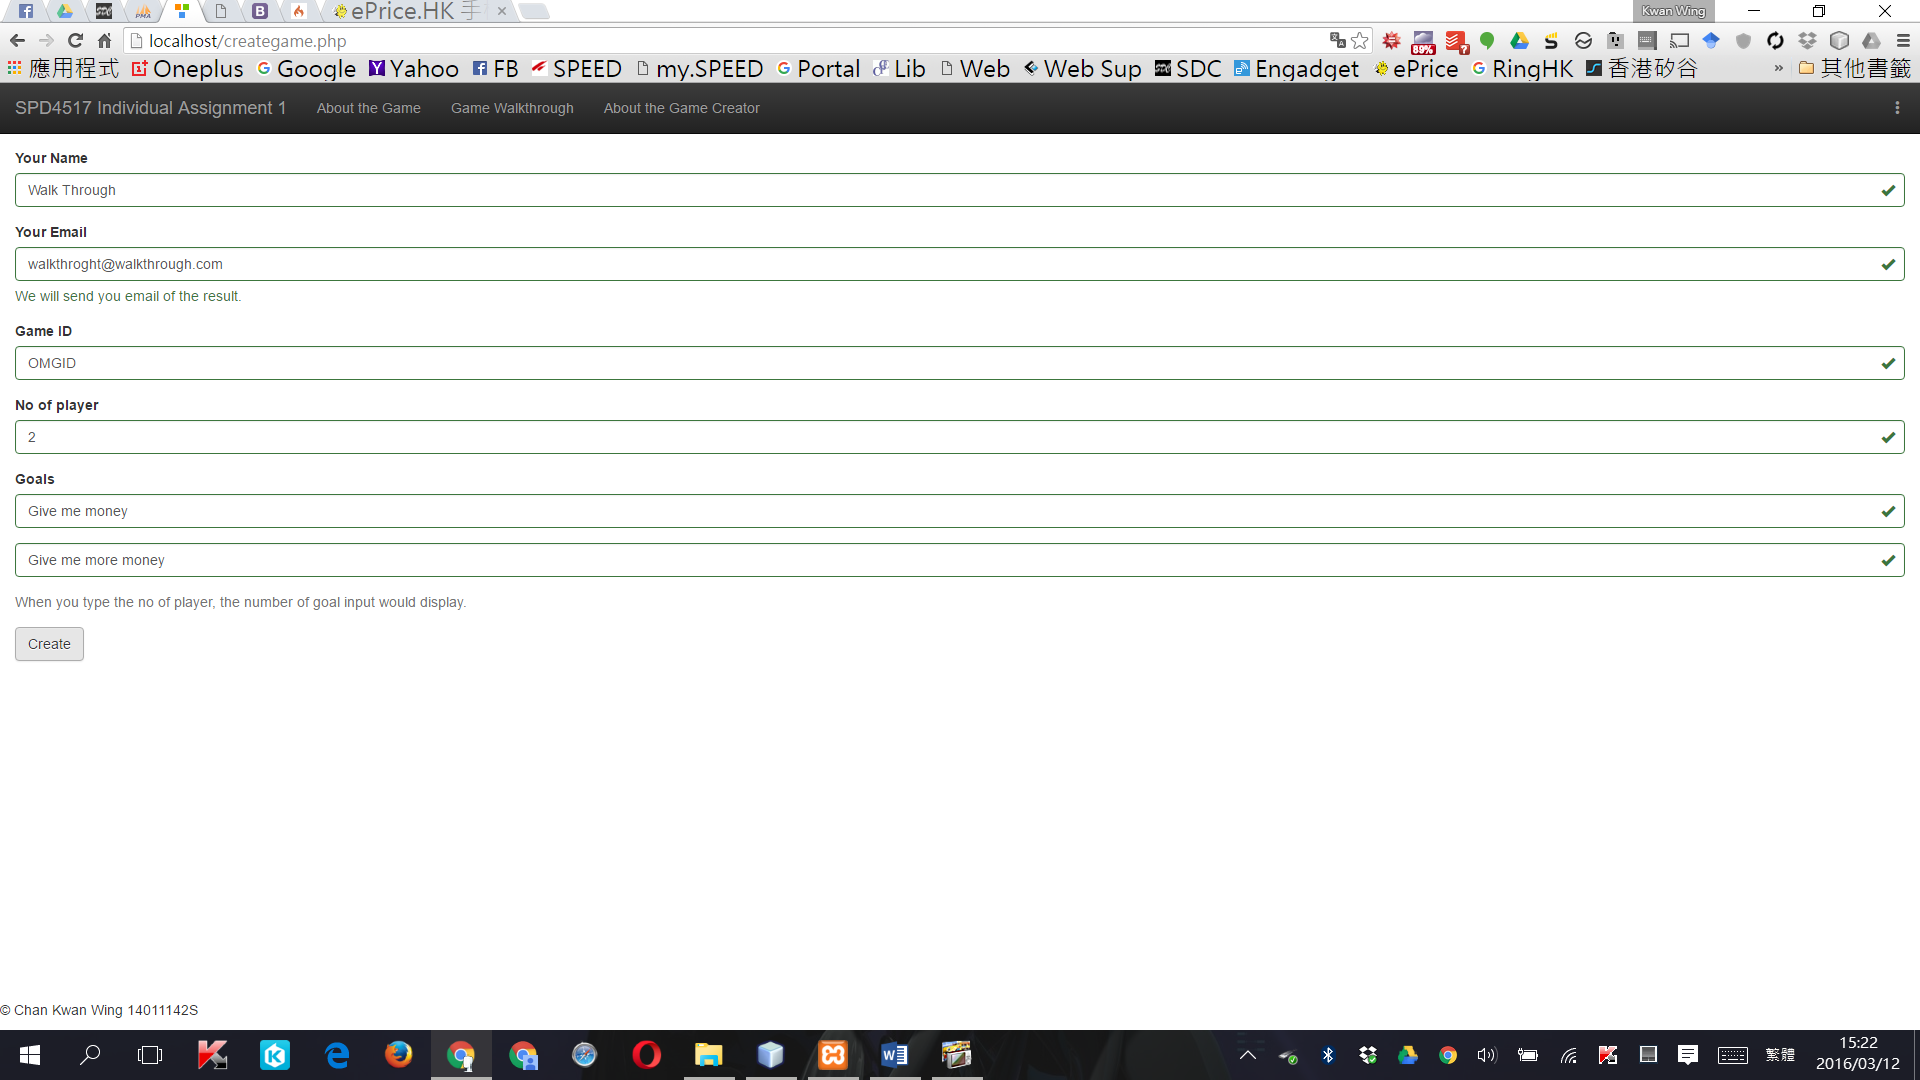 Kwan Wing
ePrice.HK 手
localhost/creategame.php
89%
應用程式 Oneplus Google Yahoo FB SPEED my.SPEED Portal Lib Web Web Sup SDC Engadget ePrice RingHK 香港矽谷 » 其他書籤
SPD4517 Individual Assignment 1 About the Game Game Walkthrough About the Game Creator
Your Name
Walk Through
Your Email
walkthroght@walkthrough.com
We will send you email of the result.
Game ID
OMGID
No of player
2
Goals
Give me money
Give me more money
When you type the no of player, the number of goal input would display.
Create
© Chan Kwan Wing 14011142S
繁體
15:22
2016/03/12